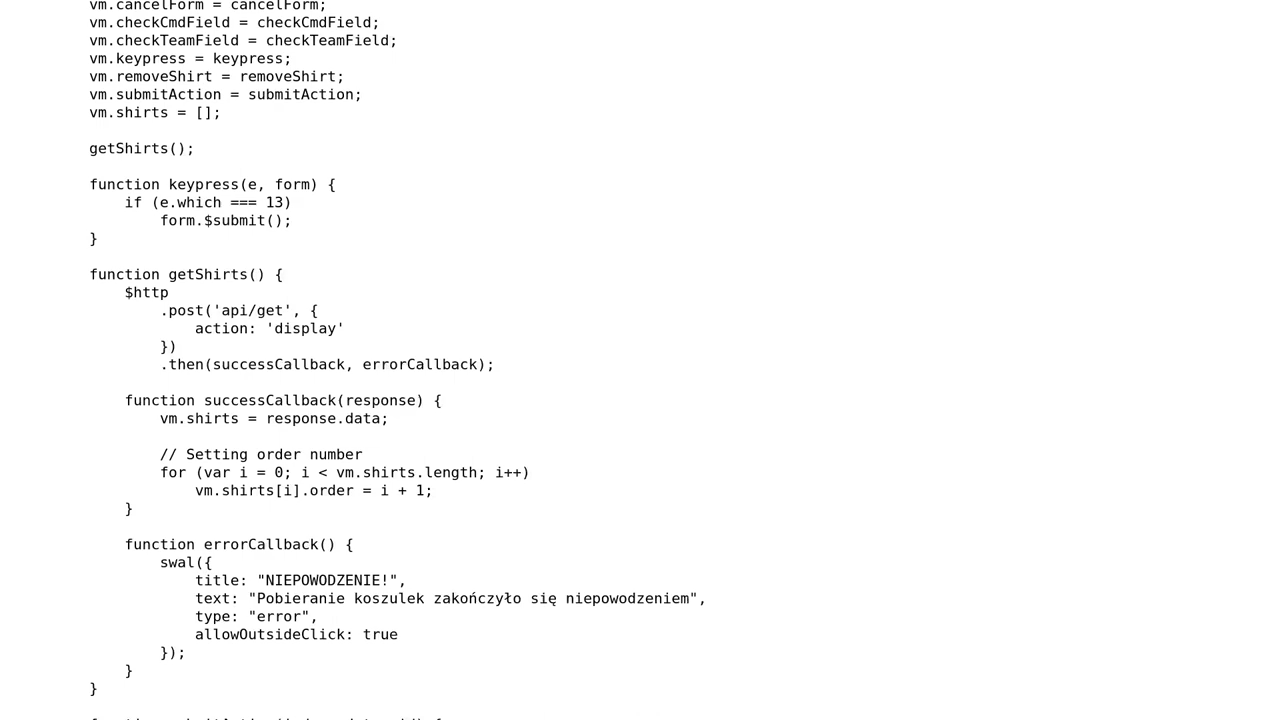 vm.cancelForm = cancelForm;
vm.checkCmdField = checkCmdField;
vm.checkTeamField = checkTeamField;
vm.keypress = keypress;
vm.removeShirt = removeShirt;
vm.submitAction = submitAction;
vm.shirts = [];

getShirts();

function keypress(e, form) {
    if (e.which === 13)
        form.$submit();
}

function getShirts() {
    $http
        .post('api/get', {
            action: 'display'
        })
        .then(successCallback, errorCallback);

    function successCallback(response) {
        vm.shirts = response.data;

        // Setting order number
        for (var i = 0; i < vm.shirts.length; i++)
            vm.shirts[i].order = i + 1;
    }

    function errorCallback() {
        swal({
            title: "NIEPOWODZENIE!",
            text: "Pobieranie koszulek zakończyło się niepowodzeniem",
            type: "error",
            allowOutsideClick: true
        });
    }
}